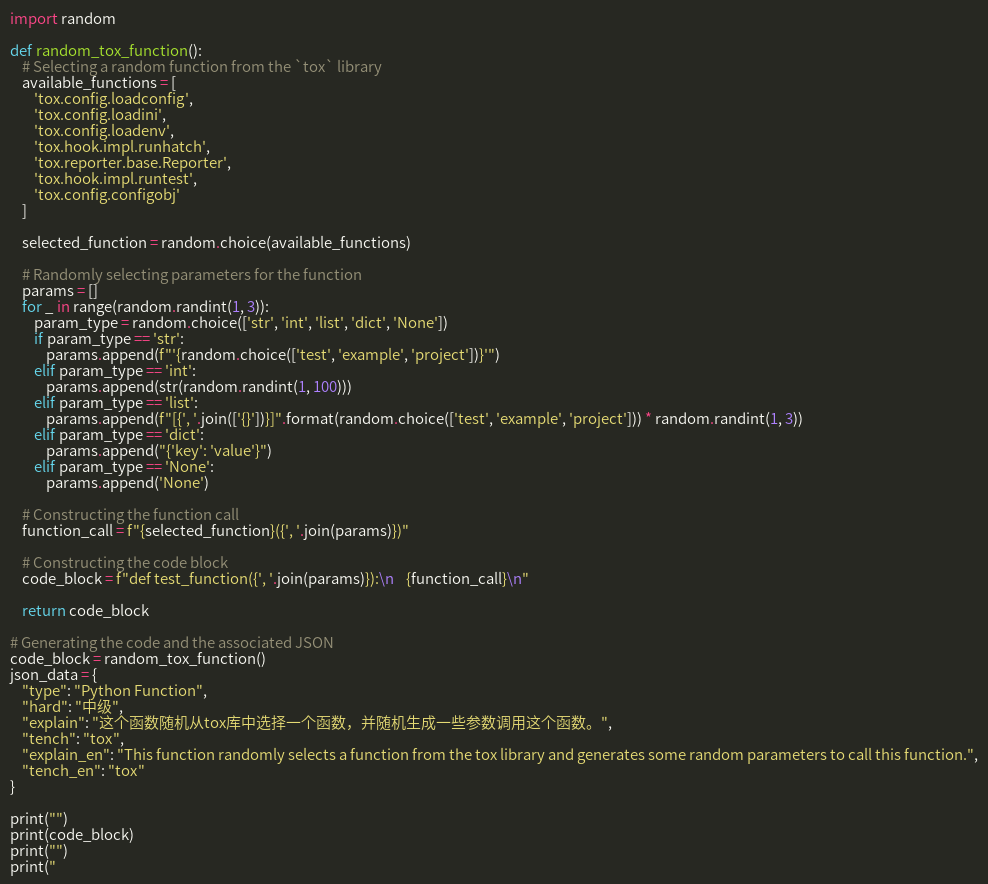 import random

def random_tox_function():
    # Selecting a random function from the `tox` library
    available_functions = [
        'tox.config.loadconfig',
        'tox.config.loadini',
        'tox.config.loadenv',
        'tox.hook.impl.runhatch',
        'tox.reporter.base.Reporter',
        'tox.hook.impl.runtest',
        'tox.config.configobj'
    ]

    selected_function = random.choice(available_functions)

    # Randomly selecting parameters for the function
    params = []
    for _ in range(random.randint(1, 3)):
        param_type = random.choice(['str', 'int', 'list', 'dict', 'None'])
        if param_type == 'str':
            params.append(f"'{random.choice(['test', 'example', 'project'])}'")
        elif param_type == 'int':
            params.append(str(random.randint(1, 100)))
        elif param_type == 'list':
            params.append(f"[{', '.join(['{}'])}]".format(random.choice(['test', 'example', 'project'])) * random.randint(1, 3))
        elif param_type == 'dict':
            params.append("{'key': 'value'}")
        elif param_type == 'None':
            params.append('None')

    # Constructing the function call
    function_call = f"{selected_function}({', '.join(params)})"

    # Constructing the code block
    code_block = f"def test_function({', '.join(params)}):\n    {function_call}\n"

    return code_block

# Generating the code and the associated JSON
code_block = random_tox_function()
json_data = {
    "type": "Python Function",
    "hard": "中级",
    "explain": "这个函数随机从tox库中选择一个函数，并随机生成一些参数调用这个函数。",
    "tench": "tox",
    "explain_en": "This function randomly selects a function from the tox library and generates some random parameters to call this function.",
    "tench_en": "tox"
}

print("")
print(code_block)
print("")
print("